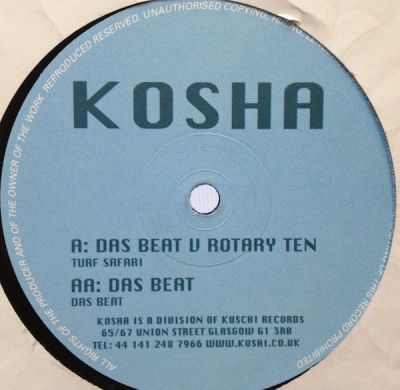 ALL RIGHTS OF THE PRODUCER AND OF THE OWNER OF THE WORK REPRODUCED RESERVED. UNAUTHORISED COPYING, HIRING,
RECORD PROHIBITED
KOSHA
A: DAS BEAT V ROTARY TEN
TURF SAFARI
AA: DAS BEAT
DAS BEAT
KOSHA IS A DIVISION OF KUSCHI RECORDS
65/67 UNION STREET GLASGOW G1 3RB
TEL: 44 141 248 7966 WWW.KUSHI.CO.UK